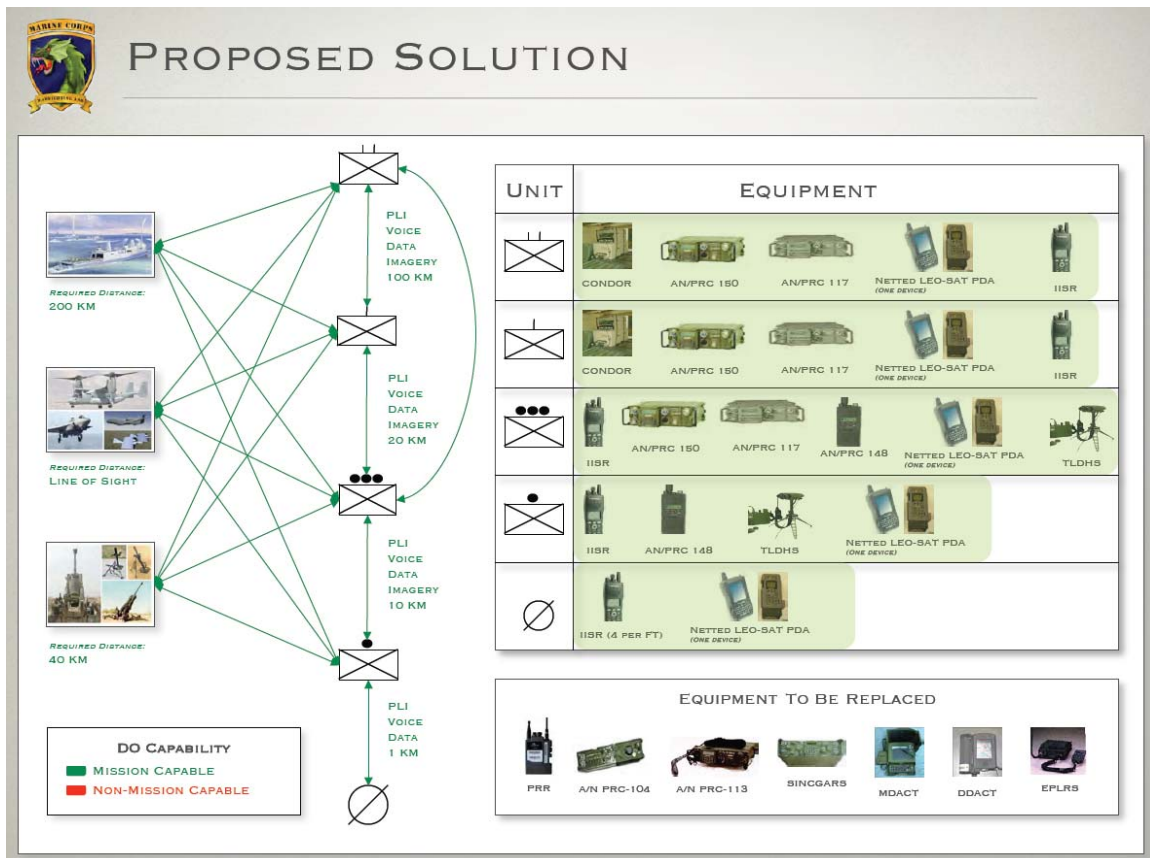 MARINE CORPS
WARFIGHTING LAB
PROPOSED SOLUTION
REQUIRED DISTANCE:
200 KM
REQUIRED DISTANCE:
LINE OF SIGHT
REQUIRED DISTANCE:
40 KM
PLI
VOICE
DATA
IMAGERY
100 KM
PLI
VOICE
DATA
IMAGERY
20 KM
PLI
VOICE
DATA
IMAGERY
10 KM
PLI
VOICE
DATA
1 KM
DO CAPABILITY
MISSION CAPABLE
NON-MISSION CAPABLE
UNIT EQUIPMENT
CONDOR AN/PRC 150 AN/PRC 117 NETTED LEO-SAT PDA IISR
(ONE DEVICE)
CONDOR AN/PRC 150 AN/PRC 117 NETTED LEO-SAT PDA IISR
(ONE DEVICE)
IISR AN/PRC 150 AN/PRC 117 AN/PRC 148 NETTED LEO-SAT PDA TLDHS
(ONE DEVICE)
IISR AN/PRC 148 TLDHS NETTED LEO-SAT PDA
(ONE DEVICE)
IISR (4 PER FT) NETTED LEO-SAT PDA
(ONE DEVICE)
EQUIPMENT TO BE REPLACED
PRR A/N PRC-104 A/N PRC-113 SINCGARS MDACT DDACT EPLRS